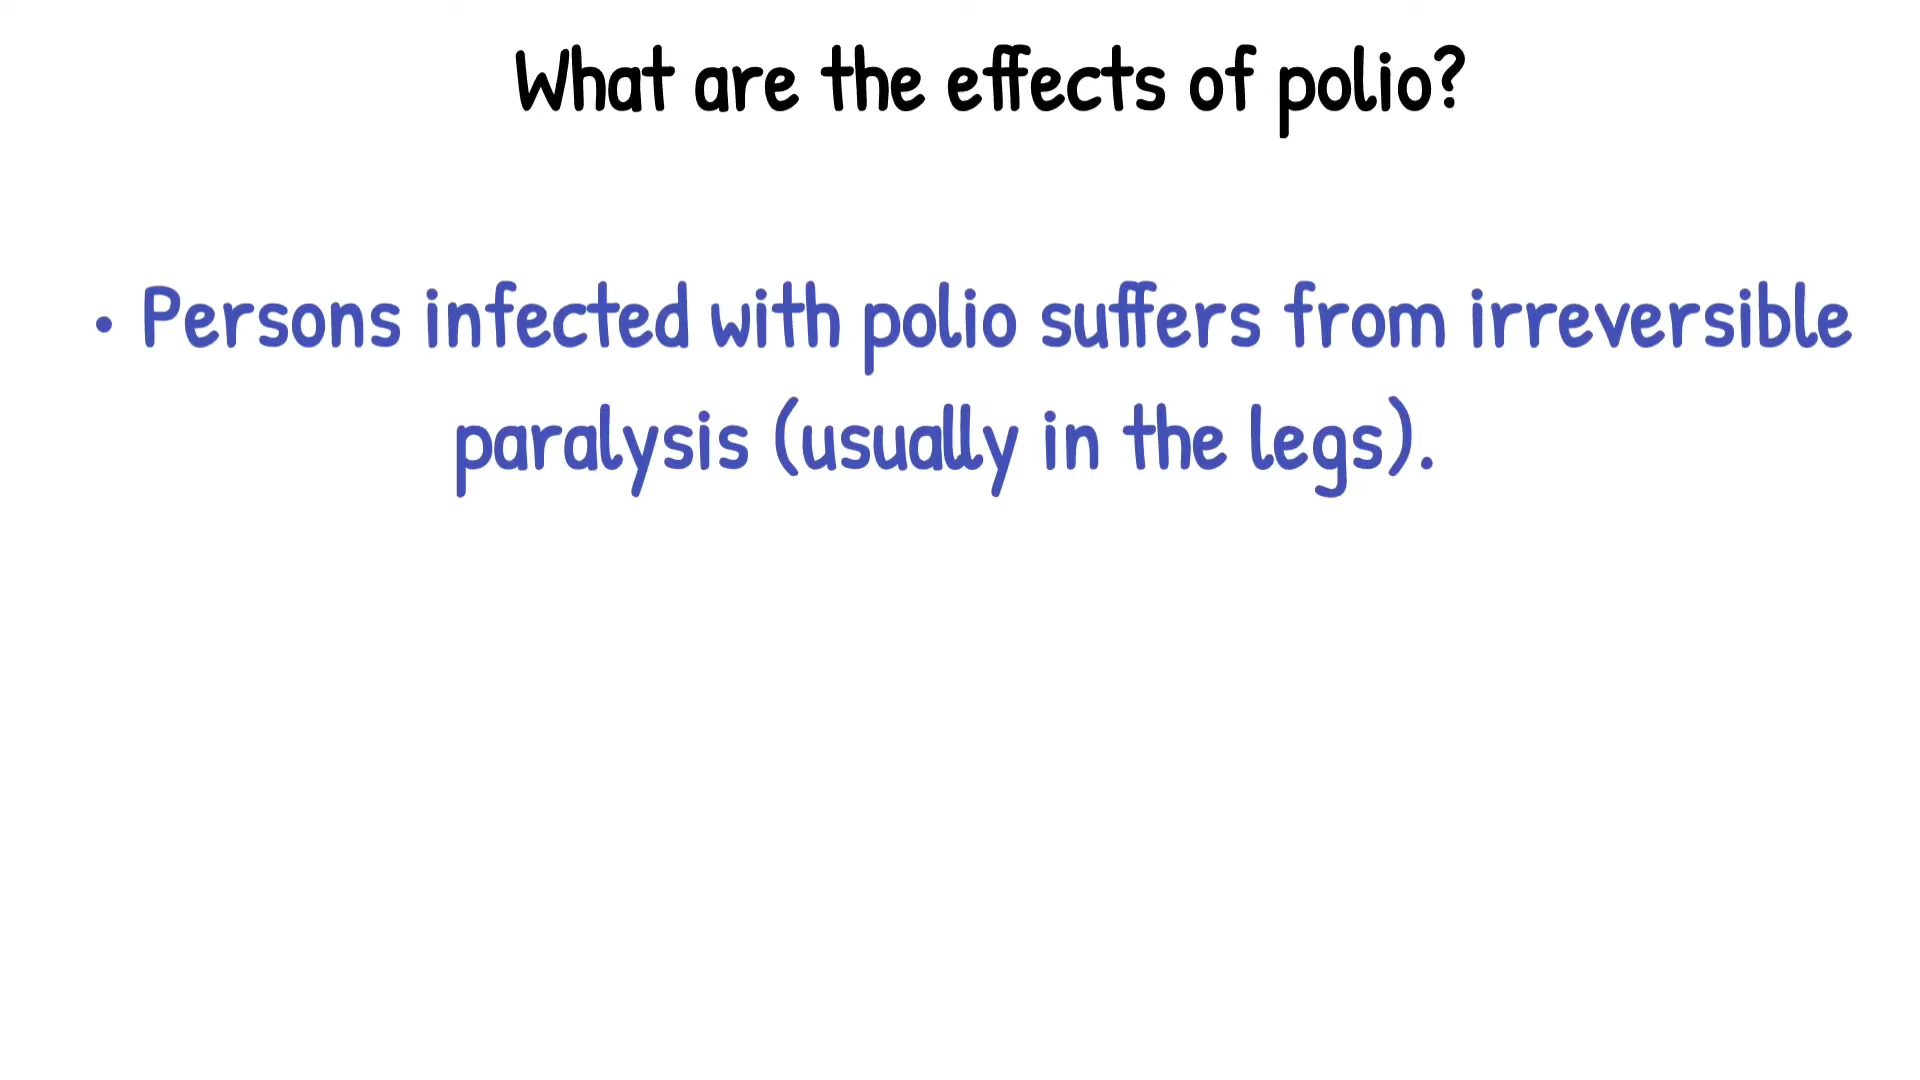 What are the effects of polio?
• Persons infected with polio suffers from irreversible
paralysis (usually in the legs).